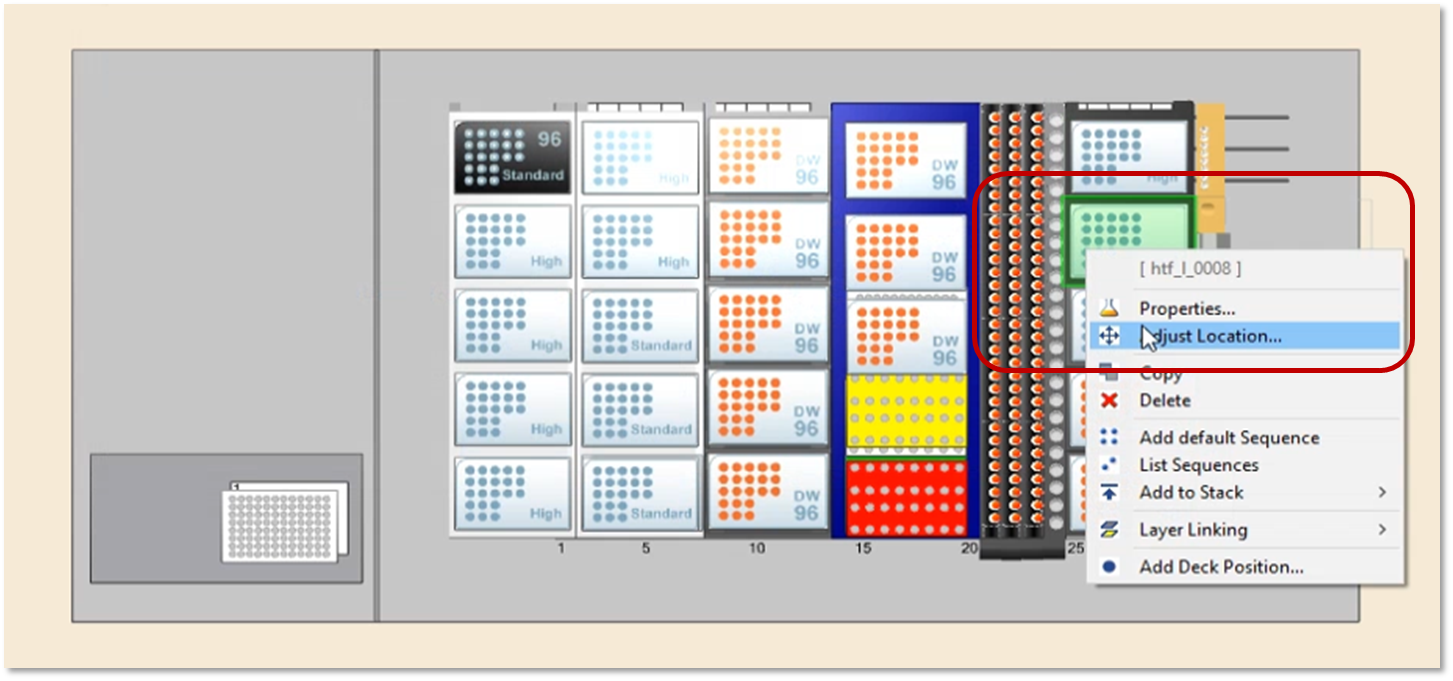 96
Standard
High
DW
96
DW
96
High
High
High
DW
96
DW
96
High
Standard
DW
96
DW
96
High
Standard
DW
96
High
Standard
DW
96
1
5
10
15
20
25
[ htf_l_0008 ]
Properties...
djust Location...
Copy
Delete
Add default Sequence
List Sequences
Add to Stack
Layer Linking
Add Deck Position...
1